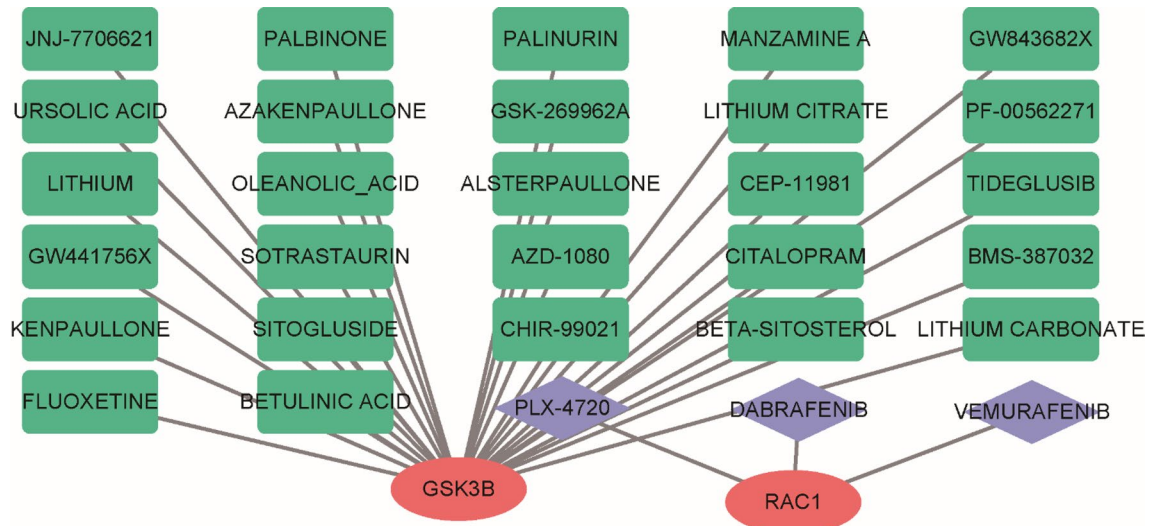 JNJ-7706621
PALBINONE
PALINURIN
MANZAMINE A
GW843682X
URSOLIC ACID
AZAKENPAULLONE
GSK-269962A
LITHIUM CITRATE
PF-00562271
LITHIUM
OLEANOLIC_ACID
ALSTERPAULLONE
CEP-11981
TIDEGLUSIB
GW441756X
SOTRASTAURIN
AZD-1080
CITALOPRAM
BMS-387032
KENPAULLONE
SITOGLUSIDE
CHIR-99021
BETA-SITOSTEROL
LITHIUM CARBONATE
FLUOXETINE
BETULINIC ACID
PLX-4720
DABRAFENIB
VEMURAFENIB
GSK3B
RAC1